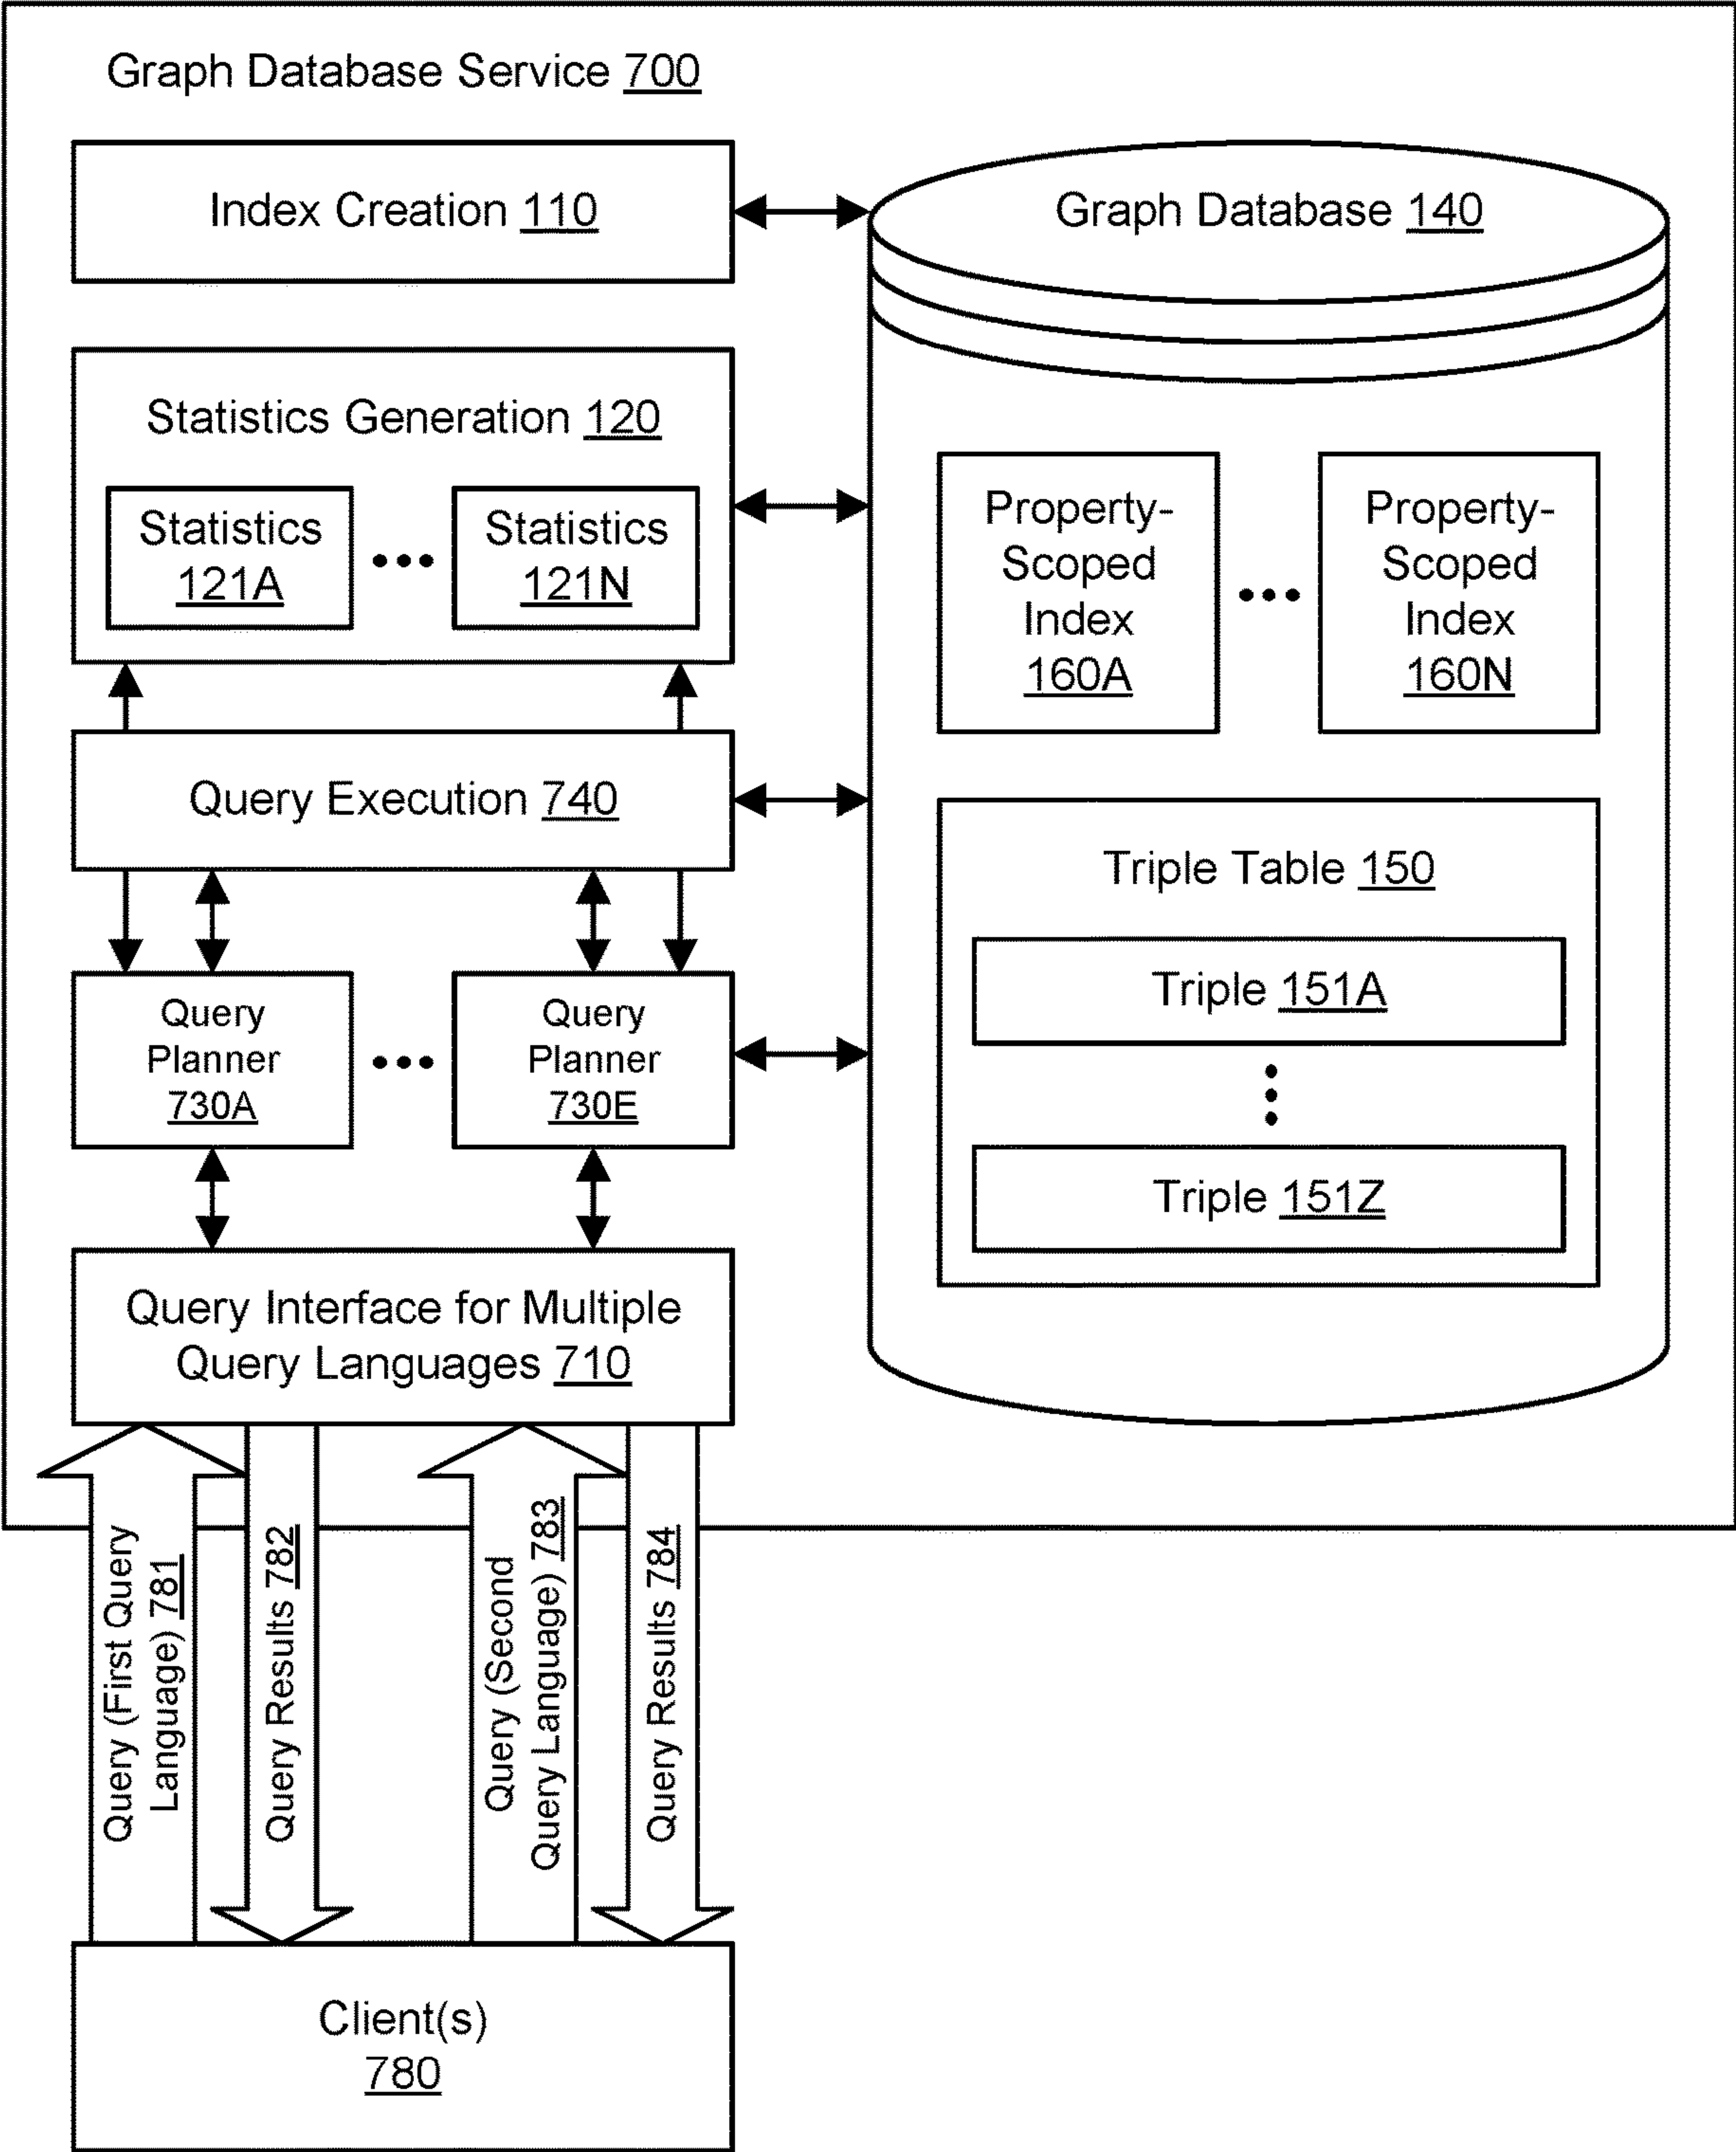 Graph Database Service 700
Index Creation 110
Graph Database 140
Statistics Generation 120
Statistics
121A
Statistics
121N
Property-
Scoped
Index
160A
Property-
Scoped
Index
160N
Query Execution 740
Triple Table 150
Triple 151A
Triple 151Z
Query
Planner
730A
Query
Planner
730E
Query Interface for Multiple
Query Languages 710
Query (First Query
Language) 781
Query Results 782
Query (Second
Query Language) 783
Query Results 784
Client(s)
780